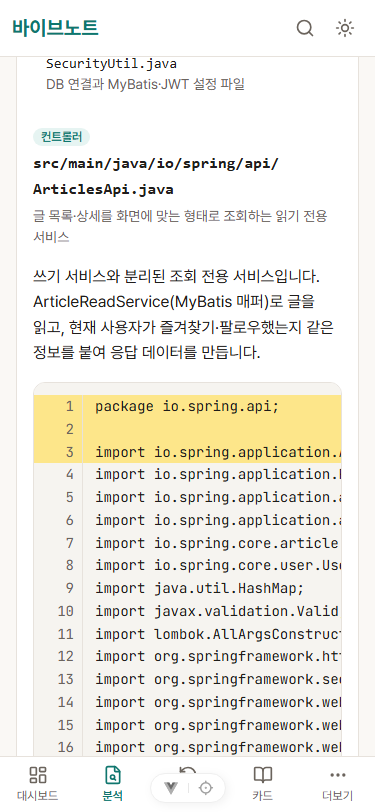 바이브노트
SecurityUtil.java
DB 연결과 MyBatis·JWT 설정 파일
컨트롤러
src/main/java/io/spring/api/
ArticlesApi.java
글 목록·상세를 화면에 맞는 형태로 조회하는 읽기 전용
서비스
쓰기 서비스와 분리된 조회 전용 서비스입니다.
ArticleReadService(MyBatis 매퍼)로 글을
읽고, 현재 사용자가 즐겨찾기·팔로우했는지 같은
정보를 붙여 응답 데이터를 만듭니다.
1 package io.spring.api;
2
3 import io.spring.application.
4 import io.spring.application.
5 import io.spring.application.a
6 import io.spring.application.a
7 import io.spring.core.article
8 import io.spring.core.user.Use
9 import java.util.HashMap;
10 import javax.validation.Valid
11 import lombok.AllArgsConstruct
12 import org.springframework.htt
13 import org.springframework.sec
14 import org.springframework.web
15 import org.springframework.web
16 import org.springframework.web
대시보드
분석
카드
더보기